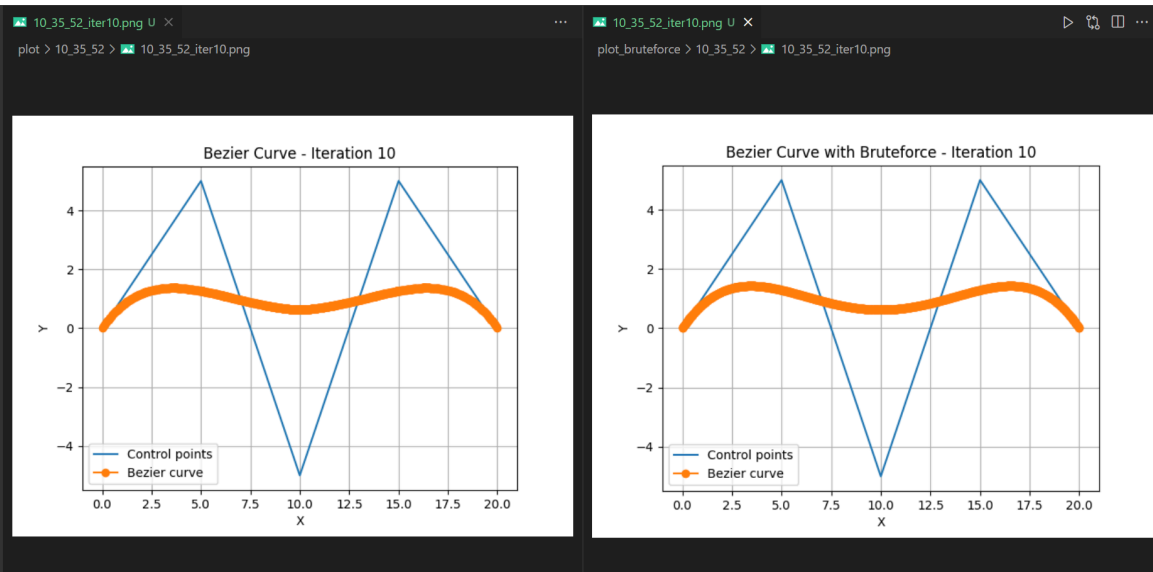 10_35_52_iter10.png U
plot > 10_35_52 > 10_35_52_iter10.png
Bezier Curve - Iteration 10
4
2
0
−2
−4
Y
Control points
Bezier curve
0.0 2.5 5.0 7.5 10.0 12.5 15.0 17.5 20.0
X
10_35_52_iter10.png U
plot_bruteforce > 10_35_52 > 10_35_52_iter10.png
Bezier Curve with Bruteforce - Iteration 10
4
2
0
−2
−4
Y
Control points
Bezier curve
0.0 2.5 5.0 7.5 10.0 12.5 15.0 17.5 20.0
X